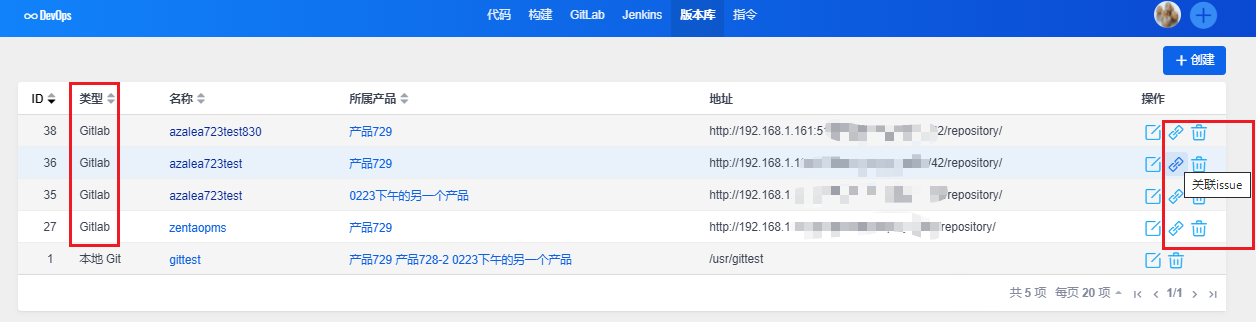 DevOps 代码 构建 GitLab Jenkins 版本库 指令
创建
ID 类型 名称 所属产品 地址 操作
38 Gitlab azalea723test830 产品729 http://192.168.1.161:5 2/repository/
36 Gitlab azalea723test 产品729 http://192.168.1.1 /42/repository/
关联issue
35 Gitlab azalea723test 0223下午的另一个产品 http://192.168.1 /repository/
27 Gitlab zentaopms 产品729 http://192.168.1 repository/
1 本地 Git gittest 产品729 产品728-2 0223下午的另一个产品 /usr/gittest
共 5 项 每页 20 项 1/1